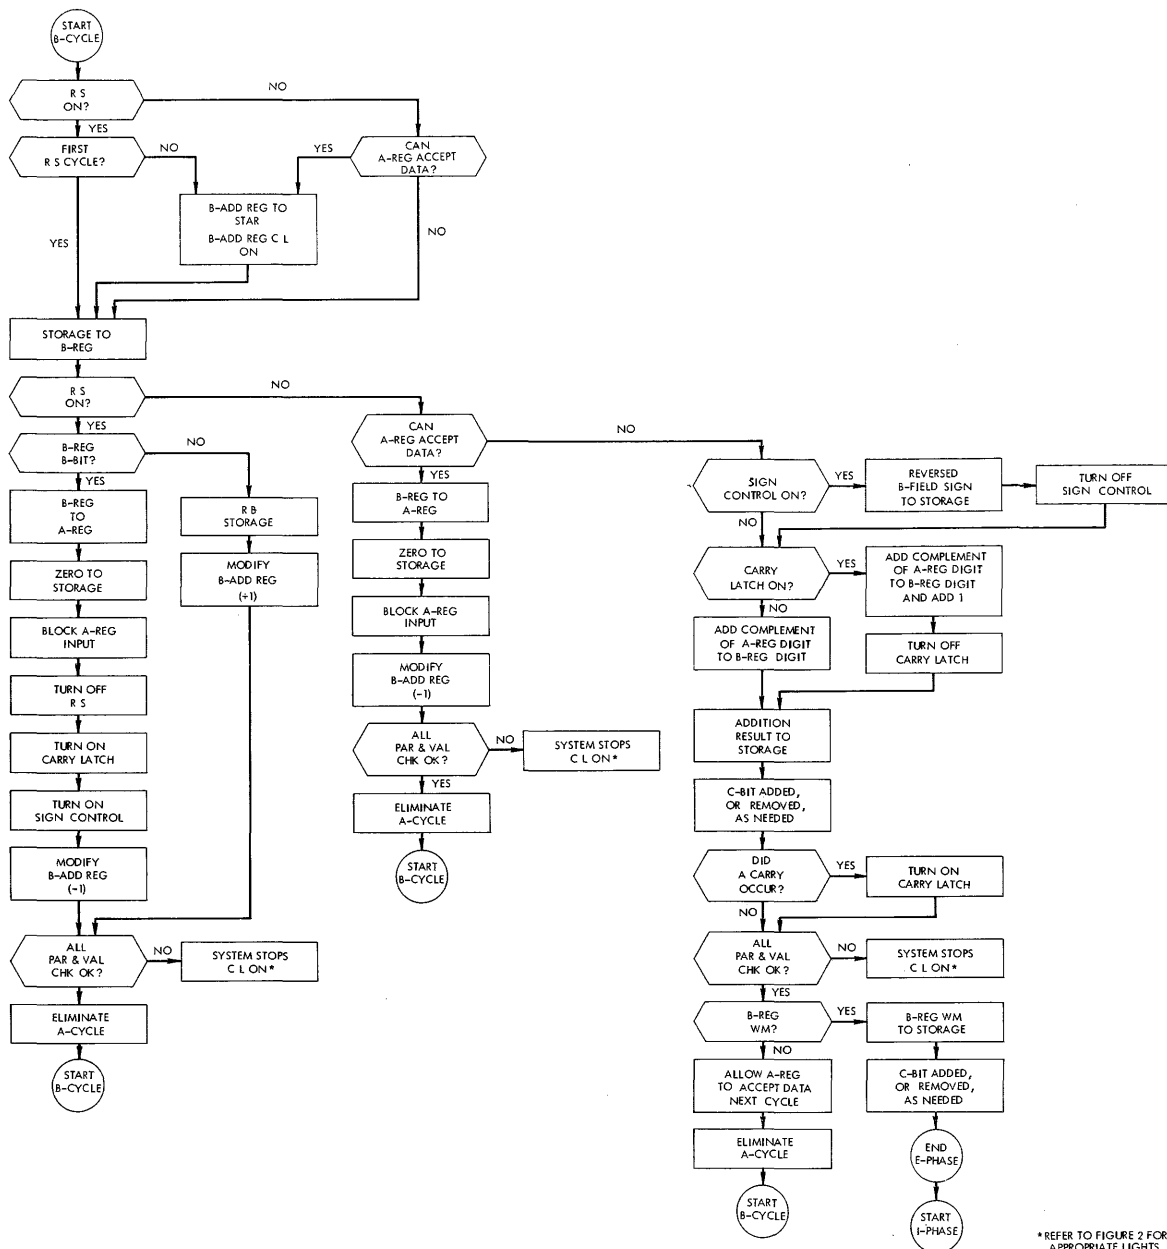 START
B-CYCLE
R S
ON?
NO
YES
FIRST
R S CYCLE?
NO
YES
CAN
A-REG ACCEPT
DATA?
B-ADD REG TO
STAR
B-ADD REG C L
ON
YES
NO
STORAGE TO
B-REG
R S
ON?
NO
YES
B-REG
B-BIT?
NO
YES
B-REG
TO
A-REG
ZERO TO
STORAGE
BLOCK A-REG
INPUT
TURN OFF
R S
TURN ON
CARRY LATCH
TURN ON
SIGN CONTROL
MODIFY
B-ADD REG
(-1)
R B
STORAGE
MODIFY
B-ADD REG
(+1)
ALL
PAR & VAL
CHK OK?
NO
SYSTEM STOPS
C L ON*
YES
ELIMINATE
A-CYCLE
START
B-CYCLE
CAN
A-REG ACCEPT
DATA?
NO
YES
B-REG TO
A-REG
ZERO TO
STORAGE
BLOCK A-REG
INPUT
MODIFY
B-ADD REG
(-1)
ALL
PAR & VAL
CHK OK?
NO
SYSTEM STOPS
C L ON*
YES
ELIMINATE
A-CYCLE
START
B-CYCLE
SIGN
CONTROL ON?
YES
REVERSED
B-FIELD SIGN
TO STORAGE
TURN OFF
SIGN CONTROL
NO
CARRY
LATCH ON?
YES
ADD COMPLEMENT
OF A-REG DIGIT
TO B-REG DIGIT
AND ADD 1
NO
ADD COMPLEMENT
OF A-REG DIGIT
TO B-REG DIGIT
TURN OFF
CARRY LATCH
ADDITION
RESULT TO
STORAGE
C-BIT ADDED,
OR REMOVED,
AS NEEDED
DID
A CARRY
OCCUR?
YES
TURN ON
CARRY LATCH
NO
ALL
PAR & VAL
CHK OK?
NO
SYSTEM STOPS
C L ON*
YES
B-REG
WM?
YES
B-REG WM
TO STORAGE
NO
ALLOW A-REG
TO ACCEPT DATA
NEXT CYCLE
C-BIT ADDED,
OR REMOVED,
AS NEEDED
ELIMINATE
A-CYCLE
END
E-PHASE
START
B-CYCLE
START
I-PHASE
*REFER TO FIGURE 2 FOR
APPROPRIATE LIGHTS